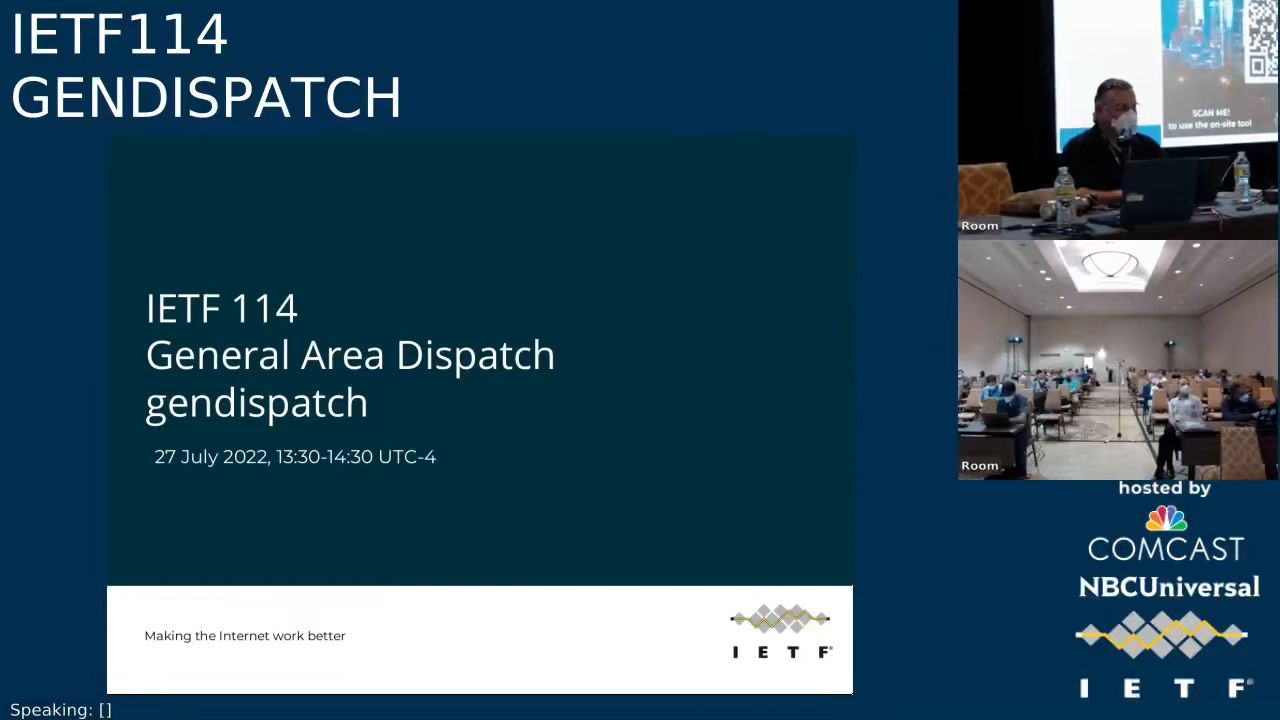 IETF114
GENDISPATCH
IETF 114
General Area Dispatch
gendispatch
27 July 2022, 13:30-14:30 UTC-4
Making the Internet work better
I E T F®
SCAN ME!
to use the on-site tool
Room
Room
hosted by
COMCAST
NBCUniversal
I E T F®
Speaking: []